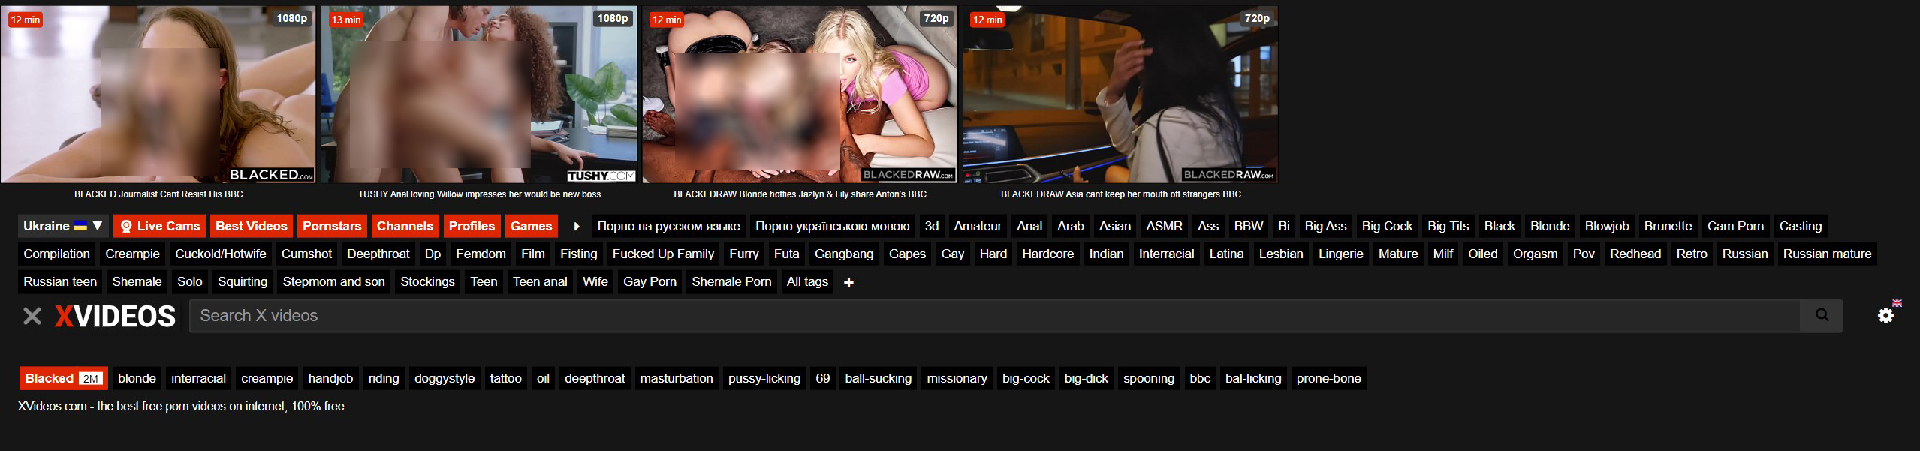 12 min 1080p 13 min 1080p 12 min 720p 12 min 720p
BLACKED.COM TUSHY.COM BLACKEDRAW.COM BLACKEDRAW.COM
BLACKED Journalist Cant Resist His BBC TUSHY Anal loving Willow impresses her would be new boss BLACKEDRAW Blonde hotties Jazlyn & Lily share Anton's BBC BLACKEDRAW Asia cant keep her mouth off strangers BBC
Ukraine ▼ Live Cams Best Videos Pornstars Channels Profiles Games Порно на русском языке Порно українською мовою 3d Amateur Anal Arab Asian ASMR Ass BBW Bi Big Ass Big Cock Big Tits Black Blonde Blowjob Brunette Cam Porn Casting
Compilation Creampie Cuckold/Hotwife Cumshot Deepthroat Dp Femdom Film Fisting Fucked Up Family Furry Futa Gangbang Gapes Gay Hard Hardcore Indian Interracial Latina Lesbian Lingerie Mature Milf Oiled Orgasm Pov Redhead Retro Russian Russian mature
Russian teen Shemale Solo Squirting Stepmom and son Stockings Teen Teen anal Wife Gay Porn Shemale Porn All tags +
XVIDEOS Search X videos
Blacked 2M blonde interracial creampie handjob riding doggystyle tattoo oil deepthroat masturbation pussy-licking 69 ball-sucking missionary big-cock big-dick spooning bbc bal-licking prone-bone
XVideos.com - the best free porn videos on internet, 100% free